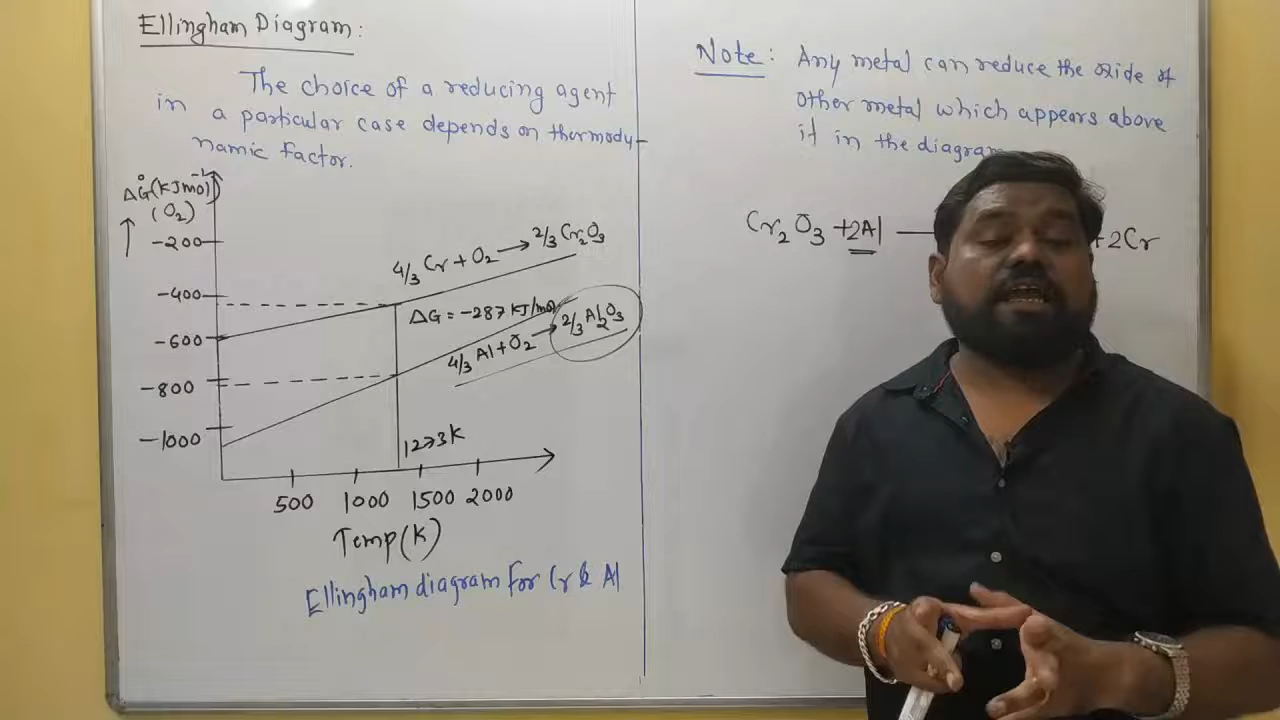 Ellingham Diagram:
The choice of a reducing agent
in a particular case depends on thermody-
namic factor.
ΔG°(KJmol⁻¹)
(O₂)
-200
-400
-600
-800
-1000
4/3 Cr + O₂ → 2/3 Cr₂O₃
ΔG = -287 KJ/mol
4/3 Al + O₂ → 2/3 Al₂O₃
1273K
500 1000 1500 2000
Temp(K)
Ellingham diagram for Cr & Al
Note: Any metal can reduce the oxide of
other metal which appears above
it in the diagram
Cr₂O₃ + 2Al — +2Cr